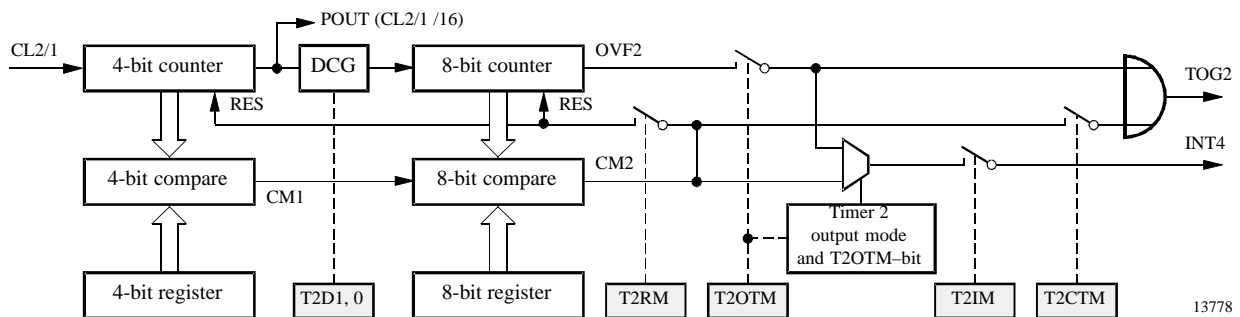 POUT (CL2/1 /16)
CL2/1
4-bit counter
DCG
8-bit counter
OVF2
TOG2
RES
RES
INT4
4-bit compare
CM1
8-bit compare
CM2
Timer 2
output mode
and T2OTM–bit
4-bit register
T2D1, 0
8-bit register
T2RM
T2OTM
T2IM
T2CTM
13778